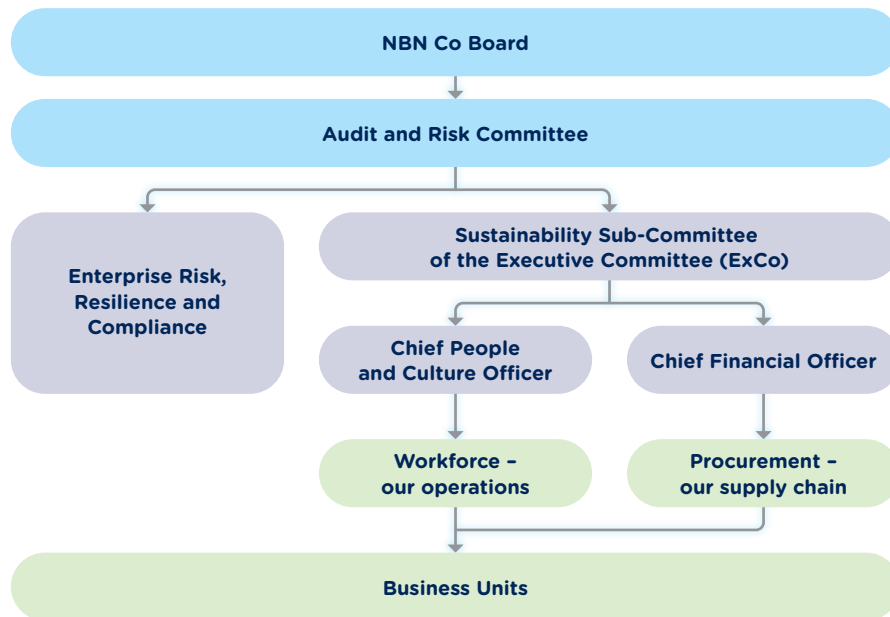 NBN Co Board
Audit and Risk Committee
Enterprise Risk,
Resilience and
Compliance
Sustainability Sub-Committee
of the Executive Committee (ExCo)
Chief People
and Culture Officer
Chief Financial Officer
Workforce –
our operations
Procurement –
our supply chain
Business Units